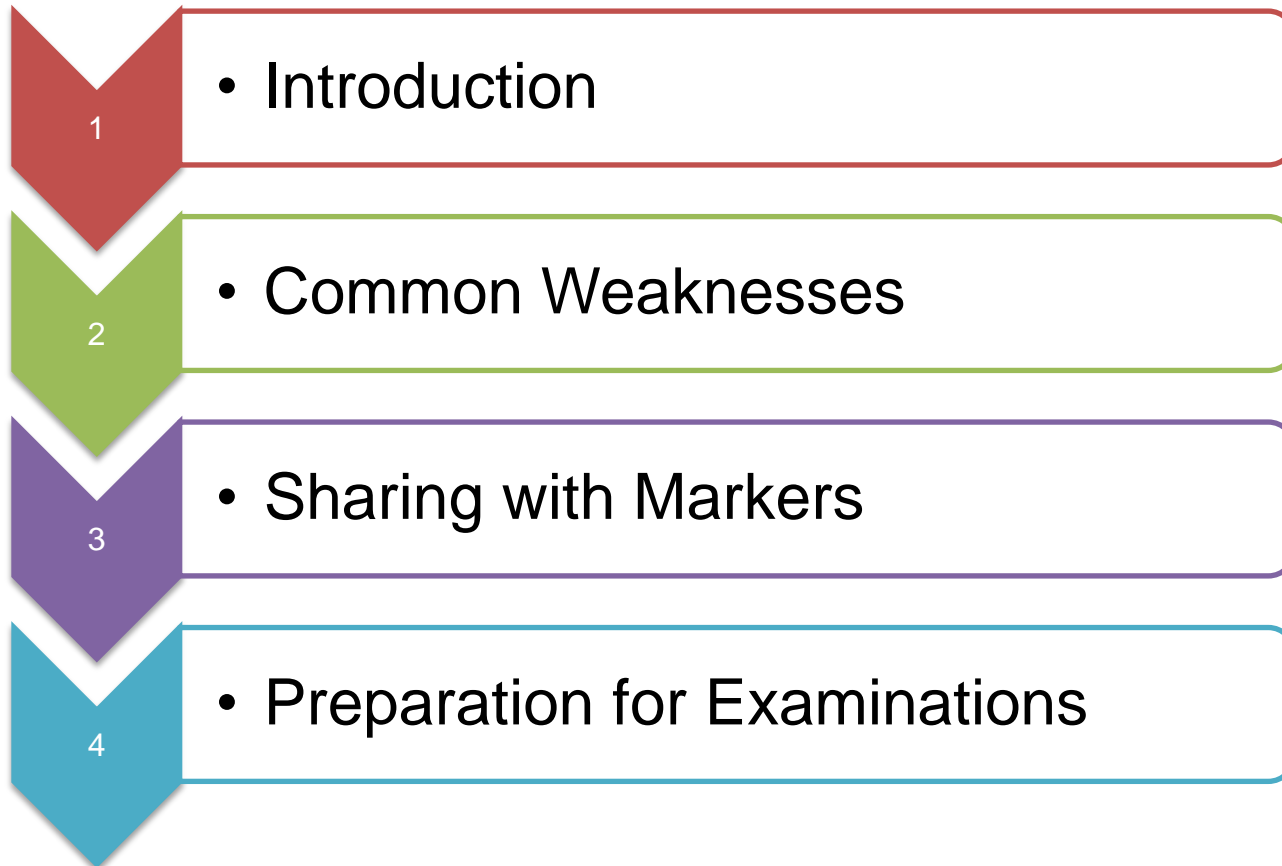 1
• Introduction
2
• Common Weaknesses
3
• Sharing with Markers
4
• Preparation for Examinations